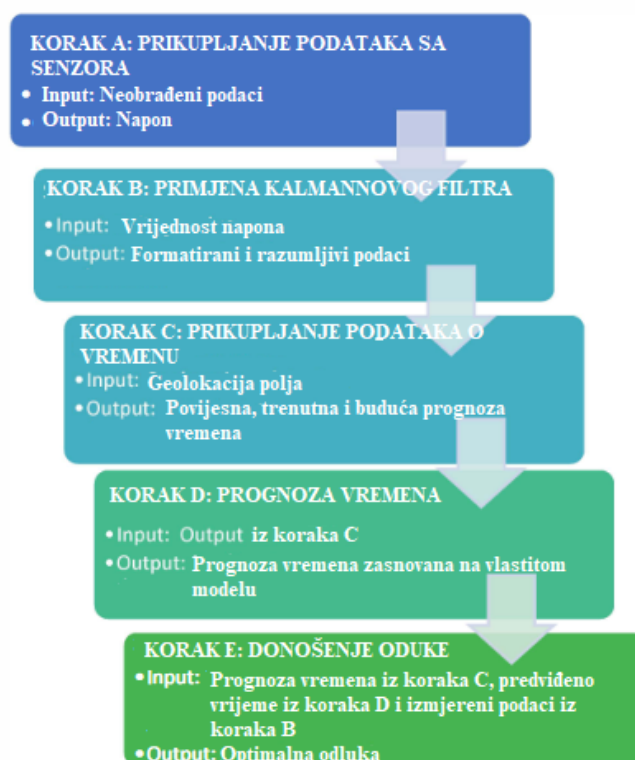 KORAK A: PRIKUPLJANJE PODATAKA SA
SENZORA
• Input: Neobrađeni podaci
• Output: Napon
KORAK B: PRIMJENA KALMANNOVOG FILTRA
• Input: Vrijednost napona
• Output: Formatirani i razumljivi podaci
KORAK C: PRIKUPLJANJE PODATAKA O
VREMENU
• Input: Geolokacija polja
• Output: Povijesna, trenutna i buduća prognoza
vremena
KORAK D: PROGNOZA VREMENA
• Input: Output iz koraka C
• Output: Prognoza vremena zasnovana na vlastitom
modelu
KORAK E: DONOŠENJE ODUKE
• Input: Prognoza vremena iz koraka C, predviđeno
vrijeme iz koraka D i izmjereni podaci iz
koraka B
• Output: Optimalna odluka